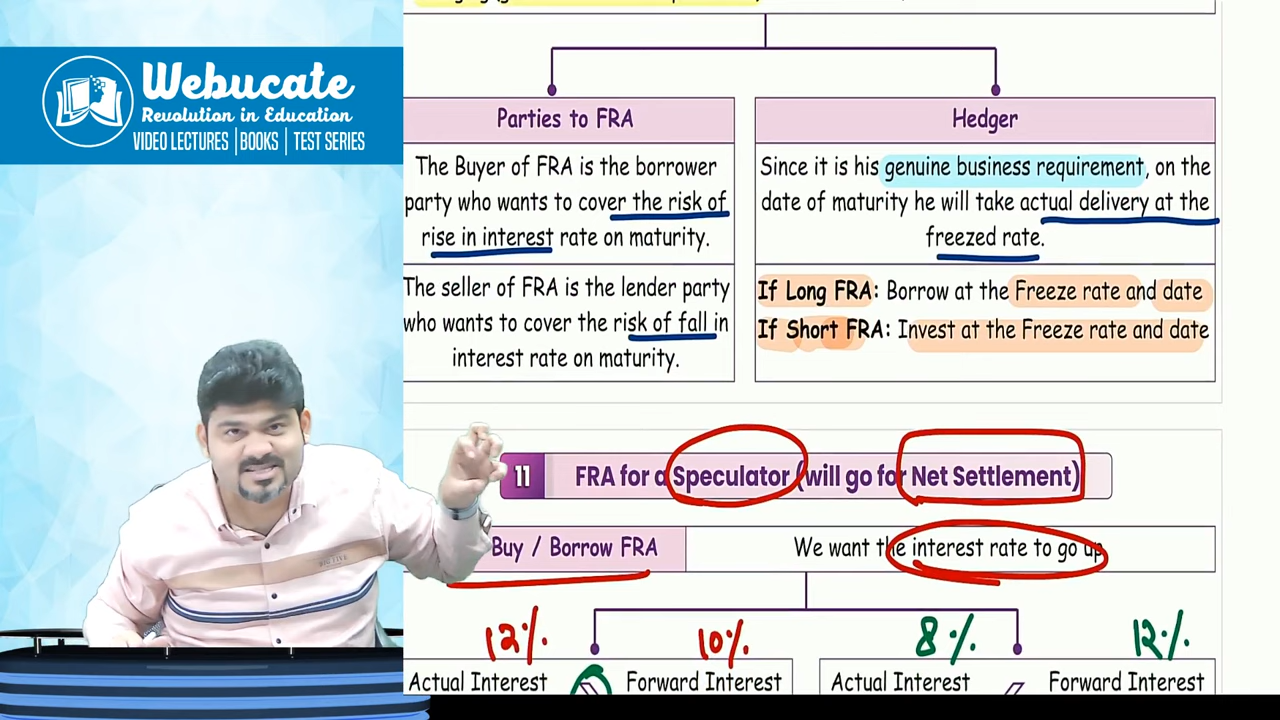 Webucate
Revolution in Education
VIDEO LECTURES | BOOKS | TEST SERIES
Parties to FRA
The Buyer of FRA is the borrower
party who wants to cover the risk of
rise in interest rate on maturity.
The seller of FRA is the lender party
who wants to cover the risk of fall in
interest rate on maturity.
Hedger
Since it is his genuine business requirement, on the
date of maturity he will take actual delivery at the
freezed rate.
If Long FRA: Borrow at the Freeze rate and date
If Short FRA: Invest at the Freeze rate and date
11 FRA for a Speculator (will go for Net Settlement)
Buy / Borrow FRA We want the interest rate to go up
12% 10% 8% 12%
Actual Interest Forward Interest Actual Interest Forward Interest